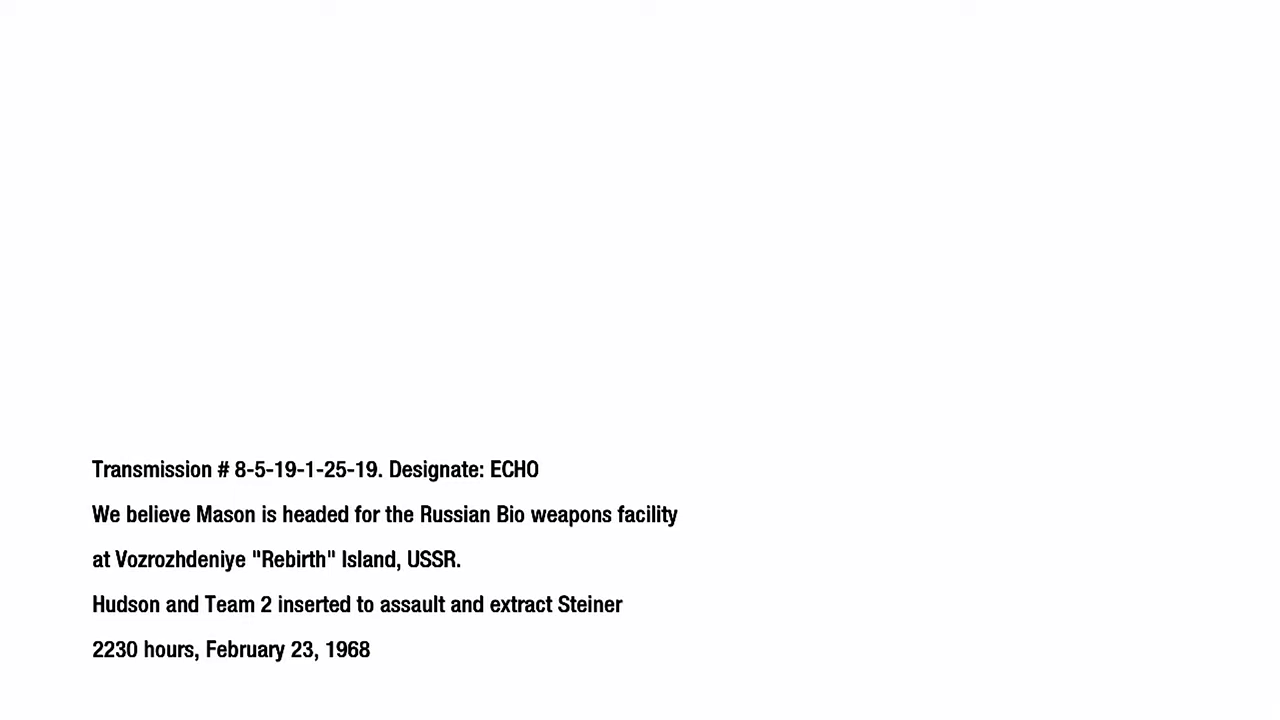 Transmission # 8-5-19-1-25-19. Designate: ECHO
We believe Mason is headed for the Russian Bio weapons facility
at Vozrozhdeniye "Rebirth" Island, USSR.
Hudson and Team 2 inserted to assault and extract Steiner
2230 hours, February 23, 1968